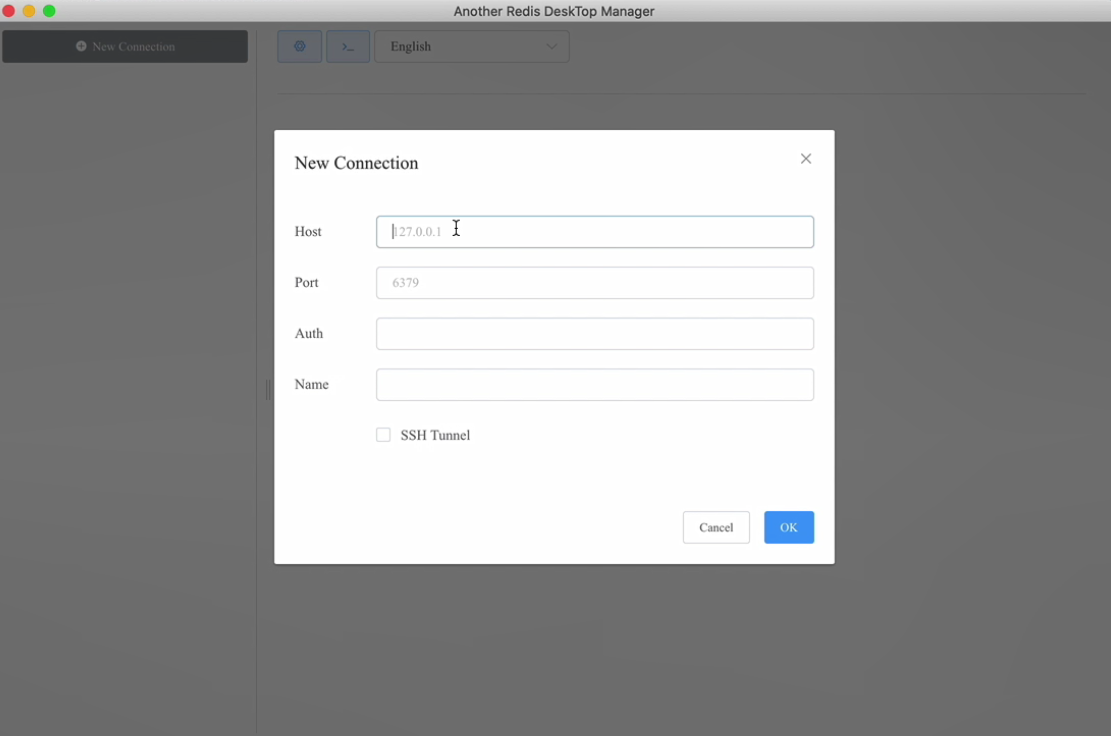 Another Redis DeskTop Manager
New Connection
>_
English
New Connection
Host
127.0.0.1
Port
6379
Auth
Name
SSH Tunnel
Cancel
OK